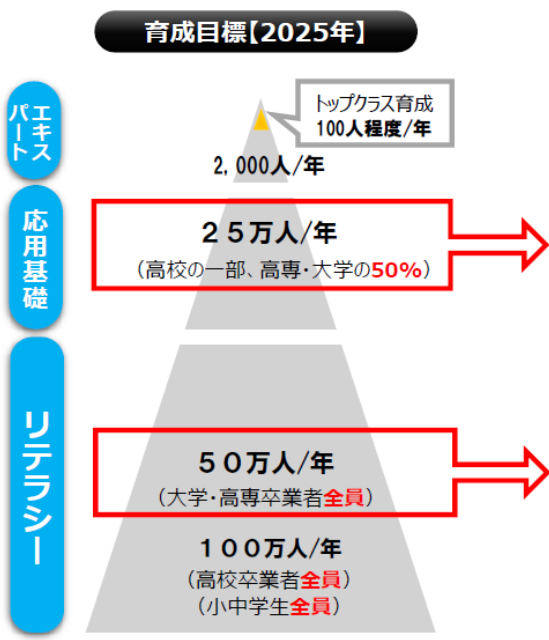 育成目標【2025年】
エキスパート
トップクラス育成
100人程度/年
2,000人/年
応用基礎
25万人/年
(高校の一部、高専・大学の50%)
リテラシー
50万人/年
(大学・高専卒業者全員)
100万人/年
(高校卒業者全員)
(小中学生全員)